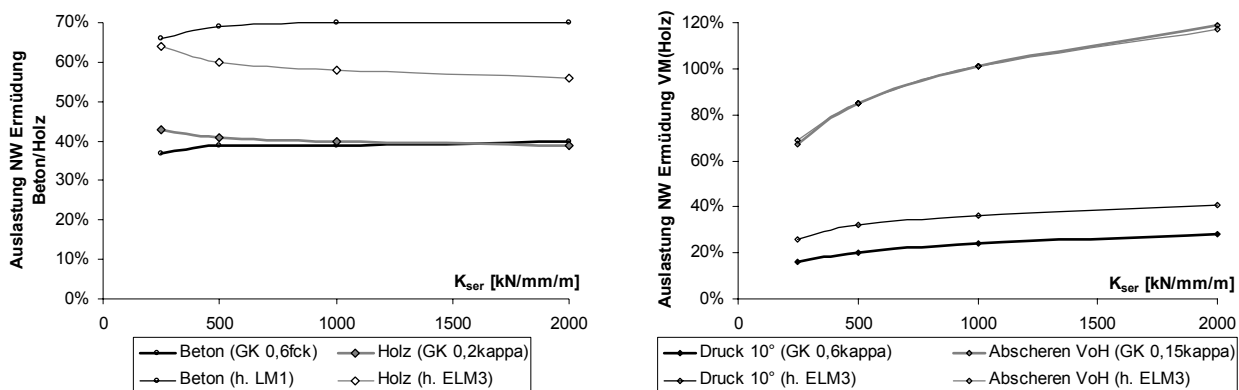 Auslastung NW Ermüdung
Beton/Holz
70%
60%
50%
40%
30%
20%
10%
0%
K_ser [kN/mm/m]
0
500
1000
1500
2000
Beton (GK 0,6fck)
Holz (GK 0,2kappa)
Beton (h. LM1)
Holz (h. ELM3)
Auslastung NW Ermüdung VM(Holz)
120%
100%
80%
60%
40%
20%
0%
K_ser [kN/mm/m]
0
500
1000
1500
2000
Druck 10° (GK 0,6kappa)
Abscheren VoH (GK 0,15kappa)
Druck 10° (h. ELM3)
Abscheren VoH (h. ELM3)